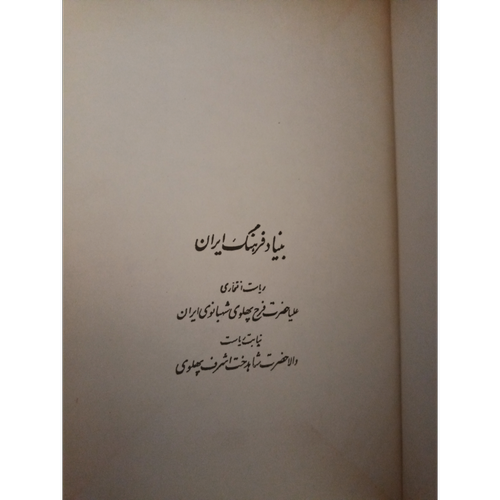 بنیاد فرهنگ ایران
ریاست افتخاری
علیاحضرت فرح پهلوی شهبانوی ایران
نیابت ریاست
والاحضرت شاهدخت اشرف پهلوی